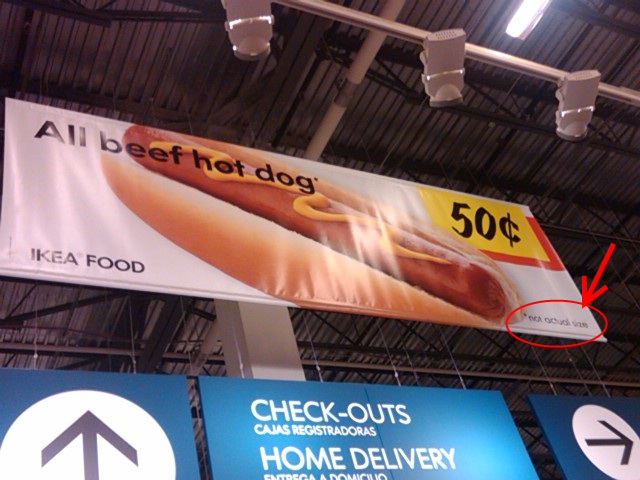 All beef hot dog*
50¢
IKEA FOOD
*not actual size
CHECK-OUTS
CAJAS REGISTRADORAS
HOME DELIVERY
ENTREGA A DOMICILIO